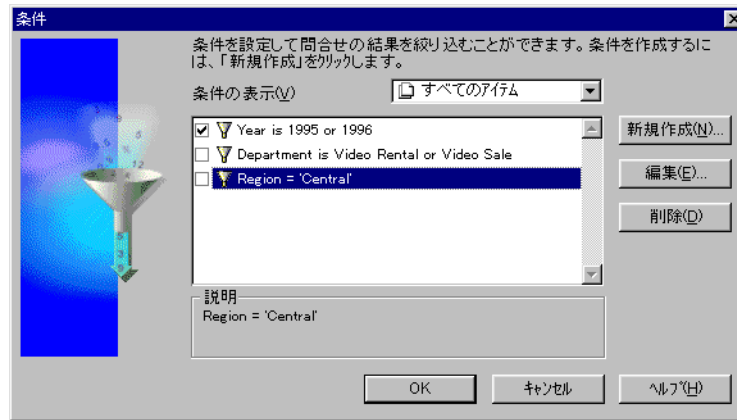 条件
条件を設定して問合せの結果を絞り込むことができます。条件を作成するに
は、「新規作成」をクリックします。
条件の表示(V)
すべてのアイテム
Year is 1995 or 1996
Department is Video Rental or Video Sale
Region = 'Central'
新規作成(N)...
編集(E)...
削除(D)
説明
Region = 'Central'
OK
キャンセル
ヘルプ(H)